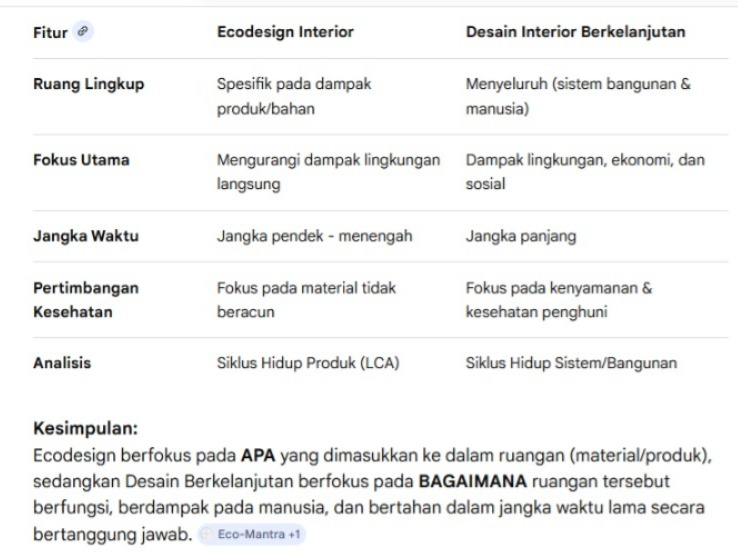 Fitur Ecodesign Interior Desain Interior Berkelanjutan
Ruang Lingkup Spesifik pada dampak Menyeluruh (sistem bangunan &
produk/bahan manusia)
Fokus Utama Mengurangi dampak lingkungan Dampak lingkungan, ekonomi, dan
langsung sosial
Jangka Waktu Jangka pendek - menengah Jangka panjang
Pertimbangan Fokus pada material tidak Fokus pada kenyamanan &
Kesehatan beracun kesehatan penghuni
Analisis Siklus Hidup Produk (LCA) Siklus Hidup Sistem/Bangunan
Kesimpulan:
Ecodesign berfokus pada APA yang dimasukkan ke dalam ruangan (material/produk),
sedangkan Desain Berkelanjutan berfokus pada BAGAIMANA ruangan tersebut
berfungsi, berdampak pada manusia, dan bertahan dalam jangka waktu lama secara
bertanggung jawab. Eco-Mantra +1